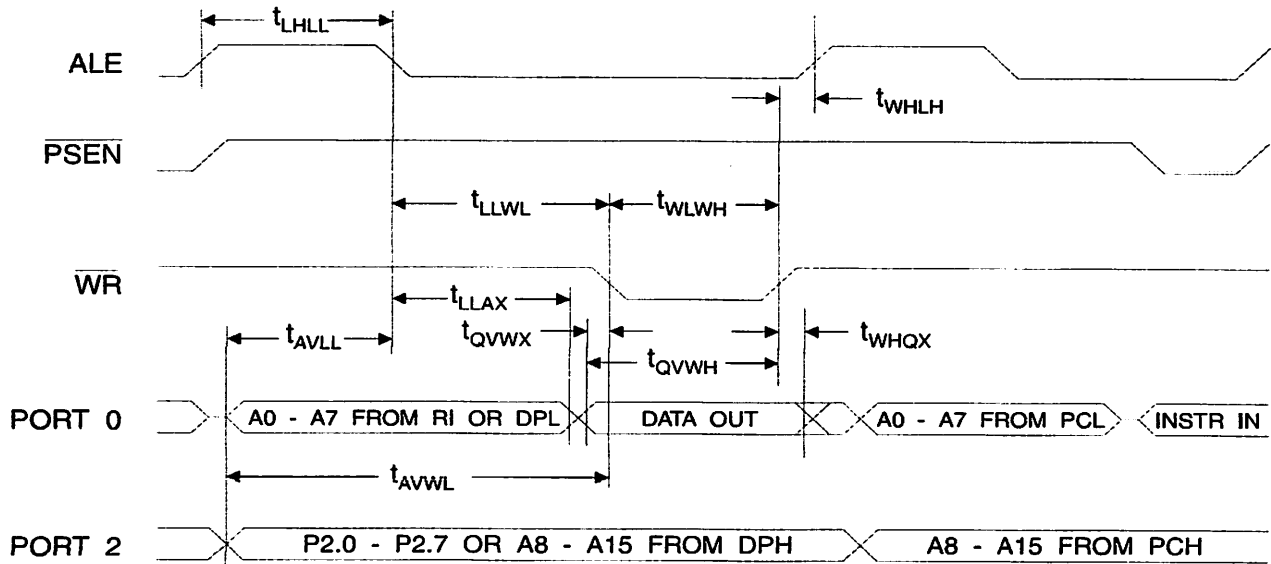 tLHLL
ALE
tWHLH
PSEN
tLLWL
tWLWH
WR
tLLAX
tAVLL
tQVWX
tWHQX
tQVWH
PORT 0
A0 - A7 FROM RI OR DPL
DATA OUT
A0 - A7 FROM PCL
INSTR IN
tAVWL
PORT 2
P2.0 - P2.7 OR A8 - A15 FROM DPH
A8 - A15 FROM PCH